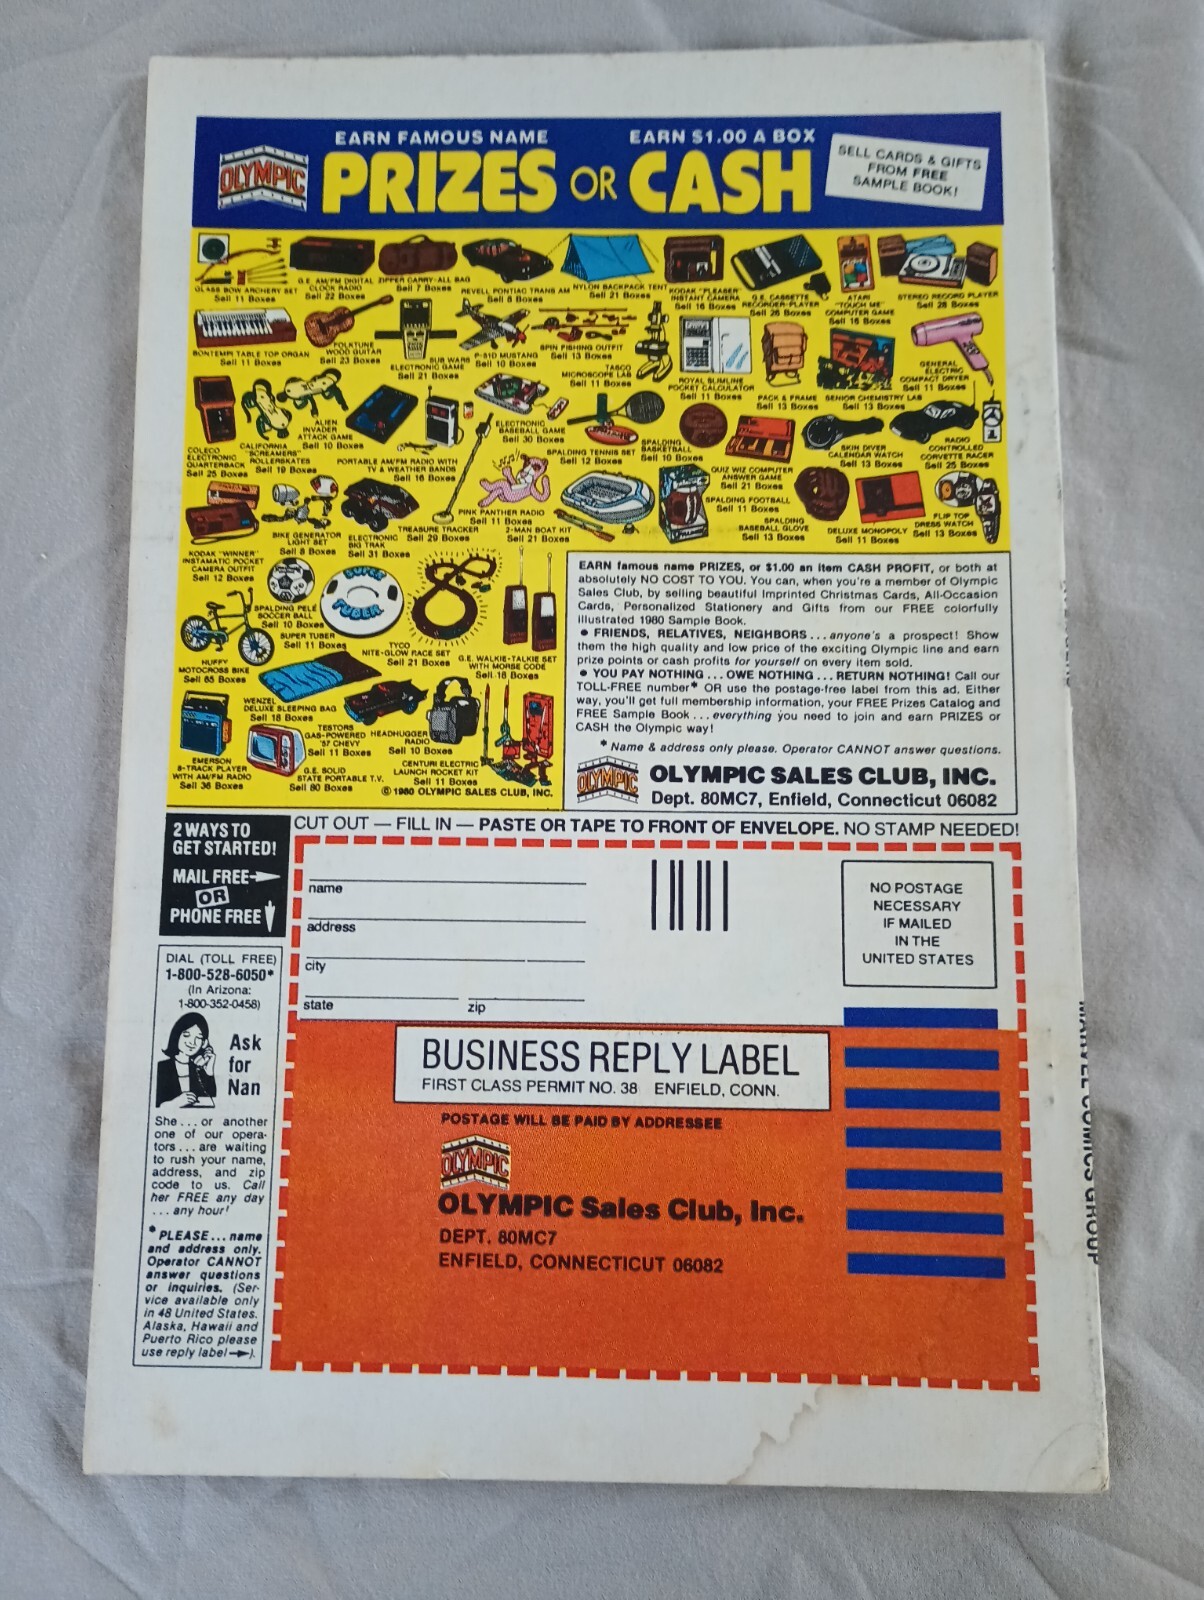 EARN FAMOUS NAME EARN $1.00 A BOX
OLYMPIC
PRIZES OR CASH
SELL CARDS & GIFTS
FROM FREE
SAMPLE BOOK!
GLASS BOW ARCHERY SET
Sell 11 Boxes
G.E. AM/FM DIGITAL
CLOCK RADIO
Sell 22 Boxes
ZIPPER CARRY-ALL BAG
Sell 7 Boxes
REVELL PONTIAC TRANS AM
Sell 8 Boxes
NYLON BACKPACK TENT
Sell 21 Boxes
KODAK "PLEASER"
INSTANT CAMERA
Sell 16 Boxes
G.E. CASSETTE
RECORDER-PLAYER
Sell 26 Boxes
ATARI
"TOUCH ME"
COMPUTER GAME
Sell 16 Boxes
STEREO RECORD PLAYER
Sell 28 Boxes
BONTEMPI TABLE TOP ORGAN
Sell 11 Boxes
FOLKTUNE
WOOD GUITAR
Sell 23 Boxes
SUB WARS
ELECTRONIC GAME
Sell 21 Boxes
P-51D MUSTANG
Sell 10 Boxes
SPIN FISHING OUTFIT
Sell 13 Boxes
TASCO
MICROSCOPE LAB
Sell 11 Boxes
ROYAL SLIMLINE
POCKET CALCULATOR
Sell 11 Boxes
PACK & FRAME
Sell 13 Boxes
SENIOR CHEMISTRY LAB
Sell 13 Boxes
GENERAL
ELECTRIC
COMPACT DRYER
Sell 11 Boxes
COLECO
ELECTRONIC
QUARTERBACK
Sell 25 Boxes
CALIFORNIA
"SCREAMERS"
ROLLERSKATES
Sell 19 Boxes
ALIEN
INVADER
ATTACK GAME
Sell 10 Boxes
PORTABLE AM/FM RADIO WITH
TV & WEATHER BANDS
Sell 16 Boxes
ELECTRONIC
BASEBALL GAME
Sell 30 Boxes
SPALDING TENNIS SET
Sell 12 Boxes
SPALDING
BASKETBALL
Sell 10 Boxes
QUIZ WIZ COMPUTER
ANSWER GAME
Sell 21 Boxes
SKIN DIVER
CALENDAR WATCH
Sell 13 Boxes
RADIO
CONTROLLED
CORVETTE RACER
Sell 25 Boxes
KODAK "WINNER"
INSTAMATIC POCKET
CAMERA OUTFIT
Sell 12 Boxes
BIKE GENERATOR
LIGHT SET
Sell 8 Boxes
ELECTRONIC
BIG TRAK
Sell 31 Boxes
TREASURE TRACKER
Sell 29 Boxes
PINK PANTHER RADIO
Sell 11 Boxes
2-MAN BOAT KIT
Sell 21 Boxes
SPALDING FOOTBALL
Sell 11 Boxes
SPALDING
BASEBALL GLOVE
Sell 13 Boxes
DELUXE MONOPOLY
Sell 11 Boxes
FLIP TOP
DRESS WATCH
Sell 13 Boxes
SPALDING PELÉ
SOCCER BALL
Sell 10 Boxes
SUPER
TUBER
SUPER TUBER
Sell 11 Boxes
TYCO
NITE-GLOW RACE SET
Sell 21 Boxes
G.E. WALKIE-TALKIE SET
WITH MORSE CODE
Sell 18 Boxes
HUFFY
MOTOCROSS BIKE
Sell 65 Boxes
WENZEL
DELUXE SLEEPING BAG
Sell 18 Boxes
TESTORS
GAS-POWERED
'57 CHEVY
Sell 11 Boxes
HEADHUGGER
RADIO
Sell 10 Boxes
EMERSON
8-TRACK PLAYER
WITH AM/FM RADIO
Sell 36 Boxes
G.E. SOLID
STATE PORTABLE T.V.
Sell 80 Boxes
CENTURI ELECTRIC
LAUNCH ROCKET KIT
Sell 11 Boxes
© 1980 OLYMPIC SALES CLUB, INC.
EARN famous name PRIZES, or $1.00 an item CASH PROFIT, or both at
absolutely NO COST TO YOU. You can, when you're a member of Olympic
Sales Club, by selling beautiful Imprinted Christmas Cards, All-Occasion
Cards, Personalized Stationery and Gifts from our FREE colorfully
illustrated 1980 Sample Book.
● FRIENDS, RELATIVES, NEIGHBORS ... anyone's a prospect! Show
them the high quality and low price of the exciting Olympic line and earn
prize points or cash profits for yourself on every item sold.
● YOU PAY NOTHING ... OWE NOTHING ... RETURN NOTHING! Call our
TOLL-FREE number* OR use the postage-free label from this ad. Either
way, you'll get full membership information, your FREE Prizes Catalog and
FREE Sample Book ... everything you need to join and earn PRIZES or
CASH the Olympic way!
* Name & address only please. Operator CANNOT answer questions.
OLYMPIC
OLYMPIC SALES CLUB, INC.
Dept. 80MC7, Enfield, Connecticut 06082
2 WAYS TO
GET STARTED!
MAIL FREE
OR
PHONE FREE
CUT OUT — FILL IN — PASTE OR TAPE TO FRONT OF ENVELOPE. NO STAMP NEEDED!
name
address
city
state zip
NO POSTAGE
NECESSARY
IF MAILED
IN THE
UNITED STATES
DIAL (TOLL FREE)
1-800-528-6050*
(In Arizona:
1-800-352-0458)
Ask
for
Nan
She ... or another
one of our opera-
tors ... are waiting
to rush your name,
address, and zip
code to us. Call
her FREE any day
... any hour!
* PLEASE ... name
and address only.
Operator CANNOT
answer questions
or inquiries. (Ser-
vice available only
in 48 United States.
Alaska, Hawaii and
Puerto Rico please
use reply label ).
BUSINESS REPLY LABEL
FIRST CLASS PERMIT NO. 38 ENFIELD, CONN.
POSTAGE WILL BE PAID BY ADDRESSEE
OLYMPIC
OLYMPIC Sales Club, Inc.
DEPT. 80MC7
ENFIELD, CONNECTICUT 06082
MARVEL COMICS GROUP